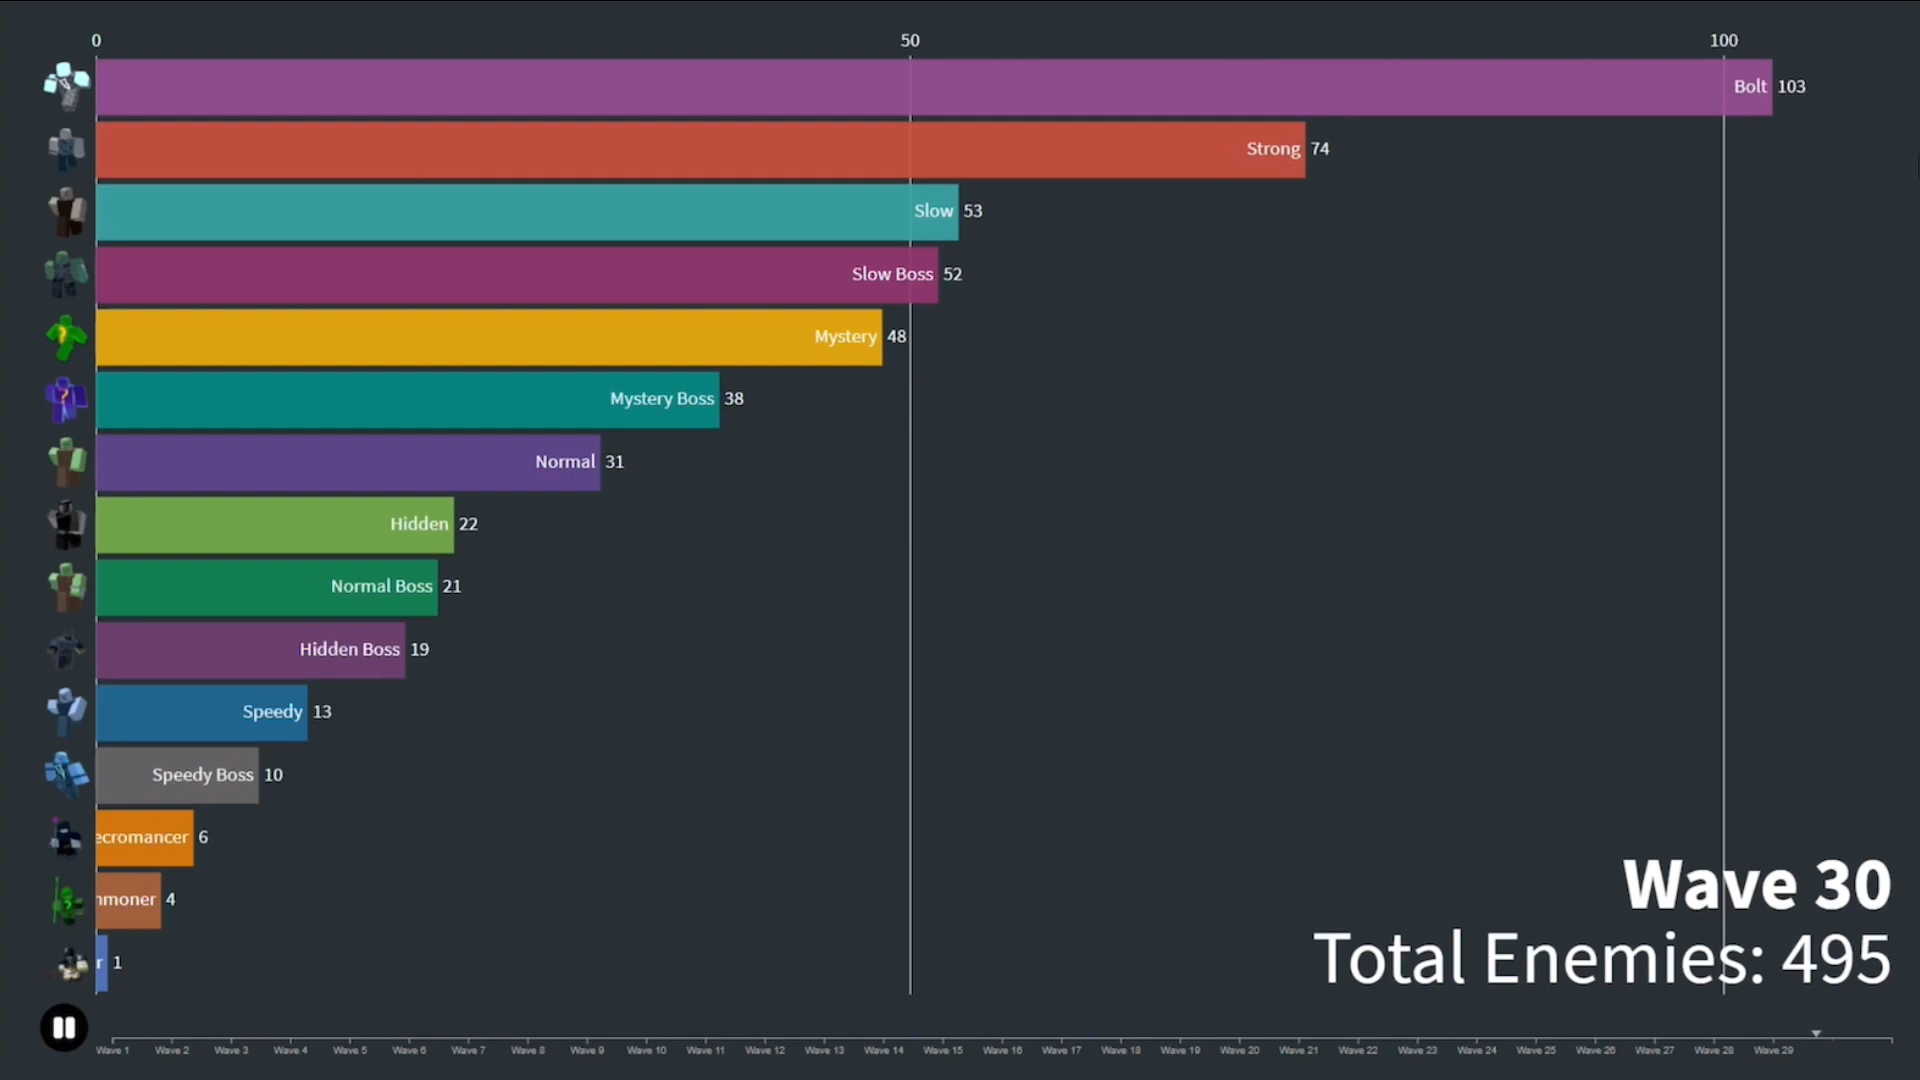 0 50 100
Bolt 103
Strong 74
Slow 53
Slow Boss 52
Mystery 48
Mystery Boss 38
Normal 31
Hidden 22
Normal Boss 21
Hidden Boss 19
Speedy 13
Speedy Boss 10
ecromancer 6
mmoner 4
r 1
Wave 30
Total Enemies: 495
Wave 1 Wave 2 Wave 3 Wave 4 Wave 5 Wave 6 Wave 7 Wave 8 Wave 9 Wave 10 Wave 11 Wave 12 Wave 13 Wave 14 Wave 15 Wave 16 Wave 17 Wave 18 Wave 19 Wave 20 Wave 21 Wave 22 Wave 23 Wave 24 Wave 25 Wave 26 Wave 27 Wave 28 Wave 29